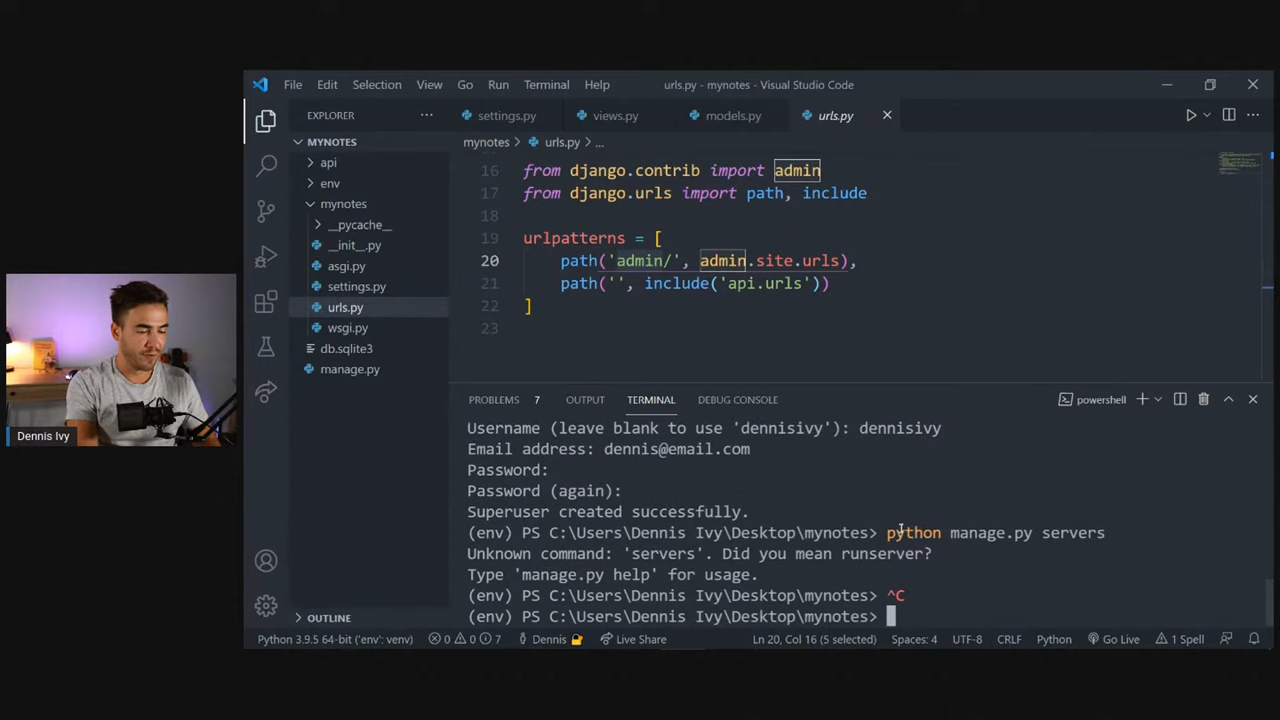 File Edit Selection View Go Run Terminal Help urls.py - mynotes - Visual Studio Code
EXPLORER ··· settings.py views.py models.py urls.py
MYNOTES
api
env
mynotes
__pycache__
__init__.py
asgi.py
settings.py
urls.py
wsgi.py
db.sqlite3
manage.py
OUTLINE
mynotes > urls.py > ...
16 from django.contrib import admin
17 from django.urls import path, include
18
19 urlpatterns = [
20 path('admin/', admin.site.urls),
21 path('', include('api.urls'))
22 ]
23
PROBLEMS 7 OUTPUT TERMINAL DEBUG CONSOLE powershell
Username (leave blank to use 'dennisivy'): dennisivy
Email address: dennis@email.com
Password:
Password (again):
Superuser created successfully.
(env) PS C:\Users\Dennis Ivy\Desktop\mynotes> python manage.py servers
Unknown command: 'servers'. Did you mean runserver?
Type 'manage.py help' for usage.
(env) PS C:\Users\Dennis Ivy\Desktop\mynotes> ^C
(env) PS C:\Users\Dennis Ivy\Desktop\mynotes>
Python 3.9.5 64-bit ('env': venv) 0 0 7 Dennis Live Share Ln 20, Col 16 (5 selected) Spaces: 4 UTF-8 CRLF Python Go Live 1 Spell
Dennis Ivy